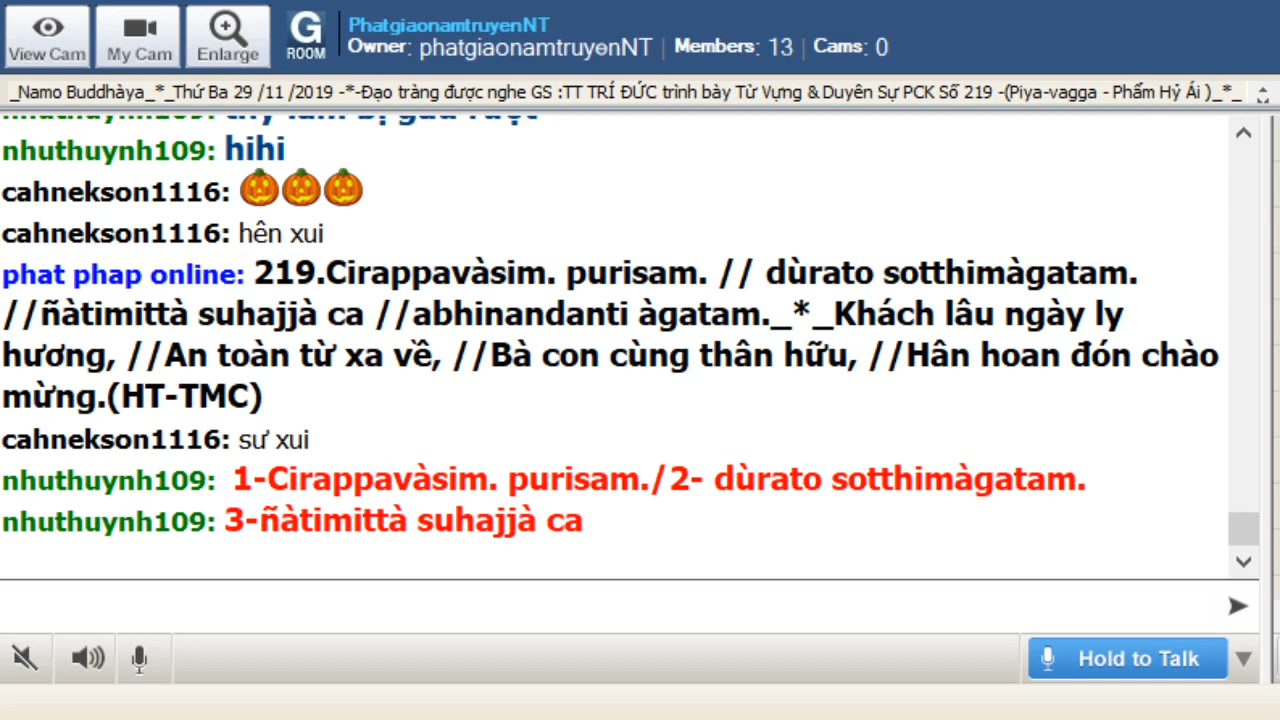 View Cam
My Cam
Enlarge
G
ROOM
PhatgiaonamtruyenNT
Owner: phatgiaonamtruyenNT | Members: 13 | Cams: 0
_Namo Buddhàya_*_Thứ Ba 29 /11 /2019 -*-Đạo tràng được nghe GS :TT TRÍ ĐỨC trình bày Từ Vựng & Duyên Sự PCK Số 219 -(Piya-vagga - Phẩm Hỷ Ái )_*_
nhuthuynh109:
nhuthuynh109: hihi
cahnekson1116:
cahnekson1116: hên xui
phat phap online: 219.Cirappavàsim. purisam. // dùrato sotthimàgatam.
//ñàtimittà suhajjà ca //abhinandanti àgatam._*_Khách lâu ngày ly
hương, //An toàn từ xa về, //Bà con cùng thân hữu, //Hân hoan đón chào
mừng.(HT-TMC)
cahnekson1116: sư xui
nhuthuynh109: 1-Cirappavàsim. purisam./2- dùrato sotthimàgatam.
nhuthuynh109: 3-ñàtimittà suhajjà ca
Hold to Talk